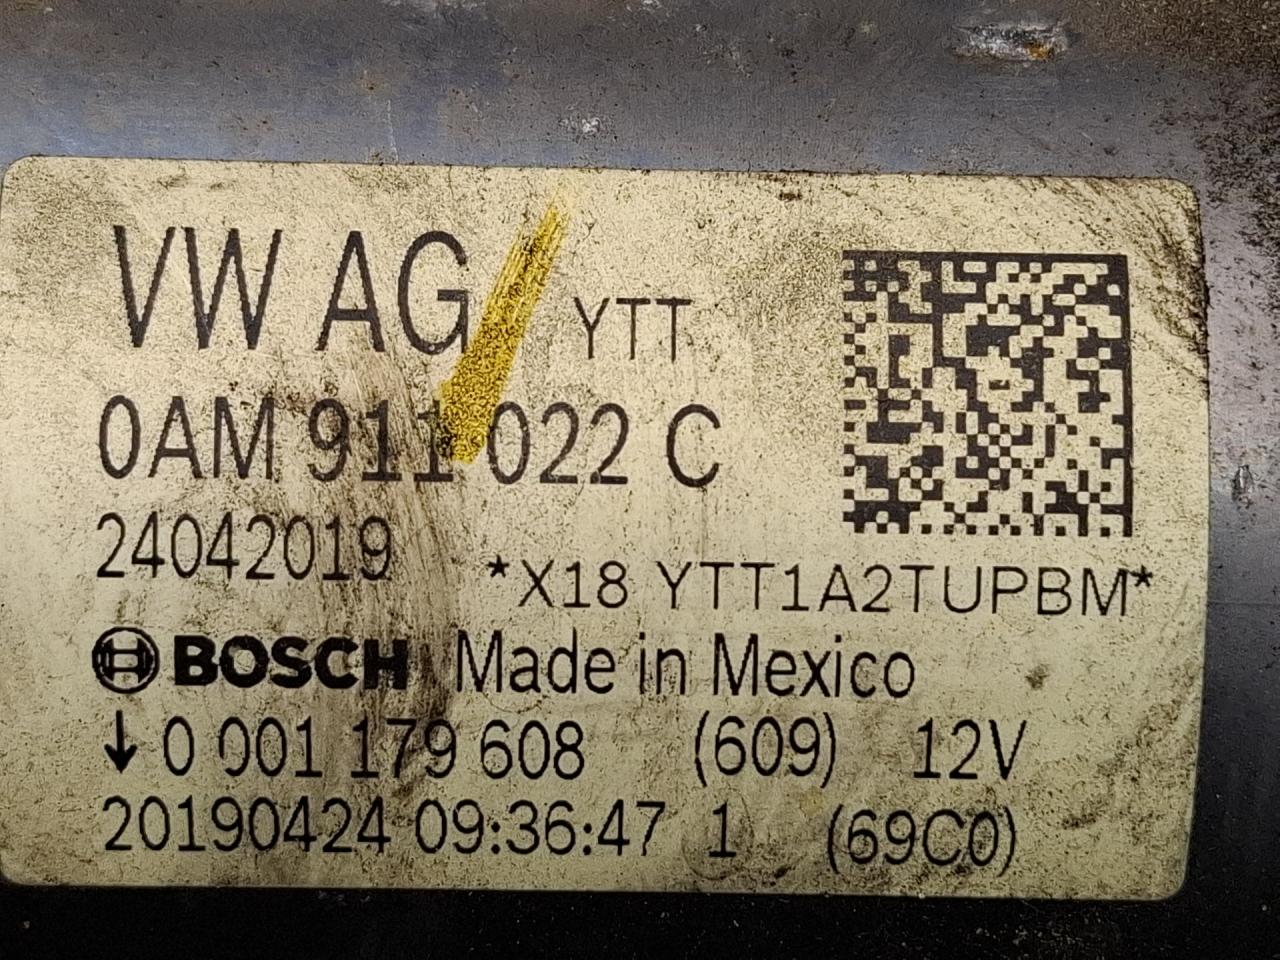 VW AG YTT
0AM 911 022 C
24042019
*X18 YTT1A2TUPBM*
BOSCH Made in Mexico
↓ 0 001 179 608 (609) 12V
20190424 09:36:47 1 (69C0)